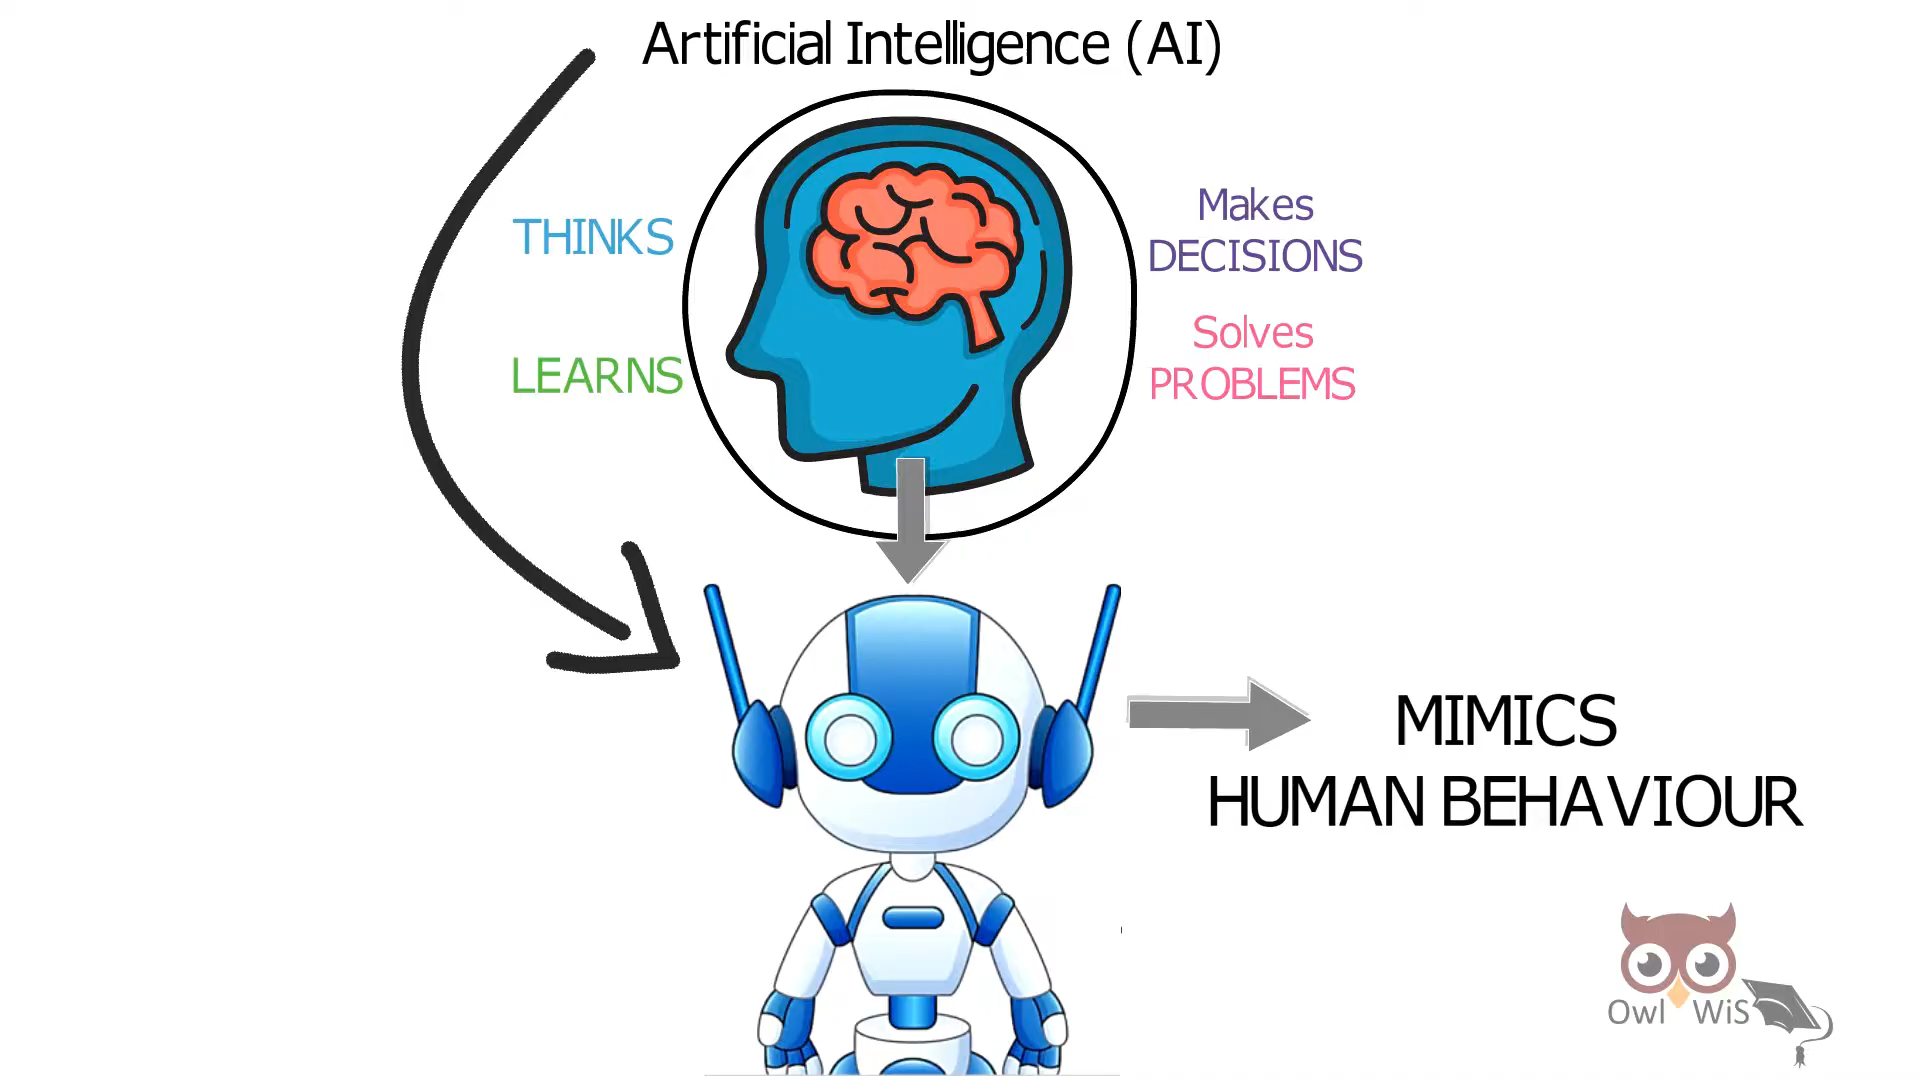 Artificial Intelligence (AI)
THINKS
LEARNS
Makes
DECISIONS
Solves
PROBLEMS
MIMICS
HUMAN BEHAVIOUR
Owl WiS